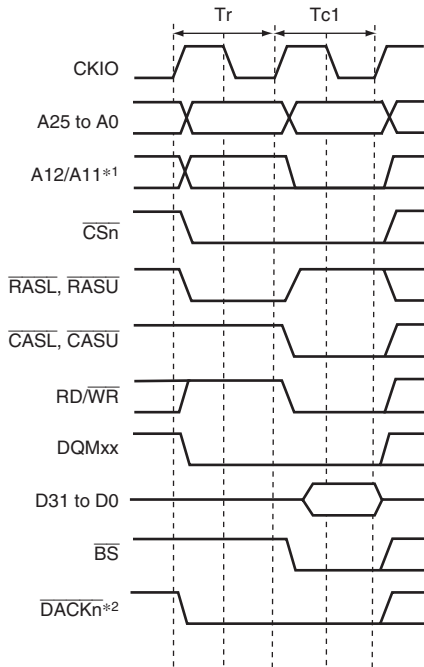 Tr Tc1
CKIO
A25 to A0
A12/A11*1
CSn
RASL, RASU
CASL, CASU
RD/WR
DQMxx
D31 to D0
BS
DACKn*2